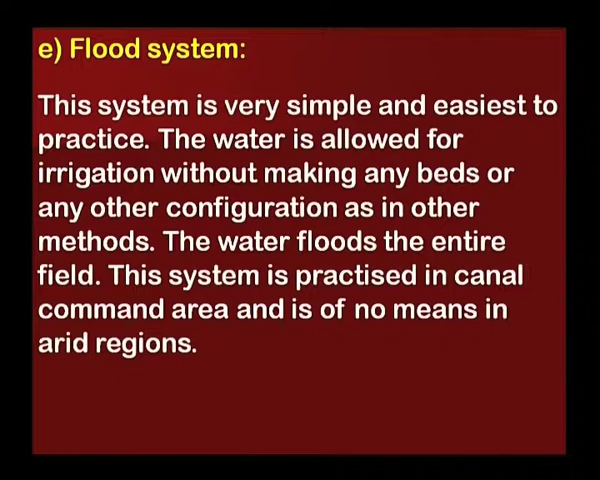 e) Flood system:
This system is very simple and easiest to
practice. The water is allowed for
irrigation without making any beds or
any other configuration as in other
methods. The water floods the entire
field. This system is practised in canal
command area and is of no means in
arid regions.